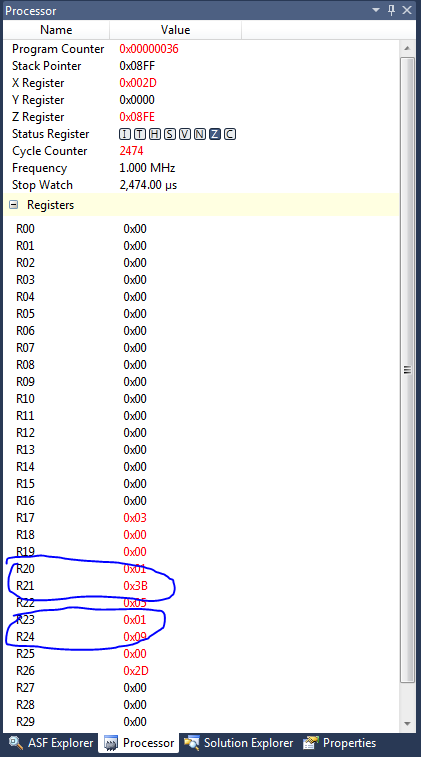 Processor
Name Value
Program Counter 0x00000036
Stack Pointer 0x08FF
X Register 0x002D
Y Register 0x0000
Z Register 0x08FE
Status Register I T H S V N Z C
Cycle Counter 2474
Frequency 1.000 MHz
Stop Watch 2,474.00 µs
Registers
R00 0x00
R01 0x00
R02 0x00
R03 0x00
R04 0x00
R05 0x00
R06 0x00
R07 0x00
R08 0x00
R09 0x00
R10 0x00
R11 0x00
R12 0x00
R13 0x00
R14 0x00
R15 0x00
R16 0x00
R17 0x03
R18 0x00
R19 0x00
R20 0x01
R21 0x3B
R22 0x05
R23 0x01
R24 0x09
R25 0x00
R26 0x2D
R27 0x00
R28 0x00
R29 0x00
ASF Explorer Processor Solution Explorer Properties